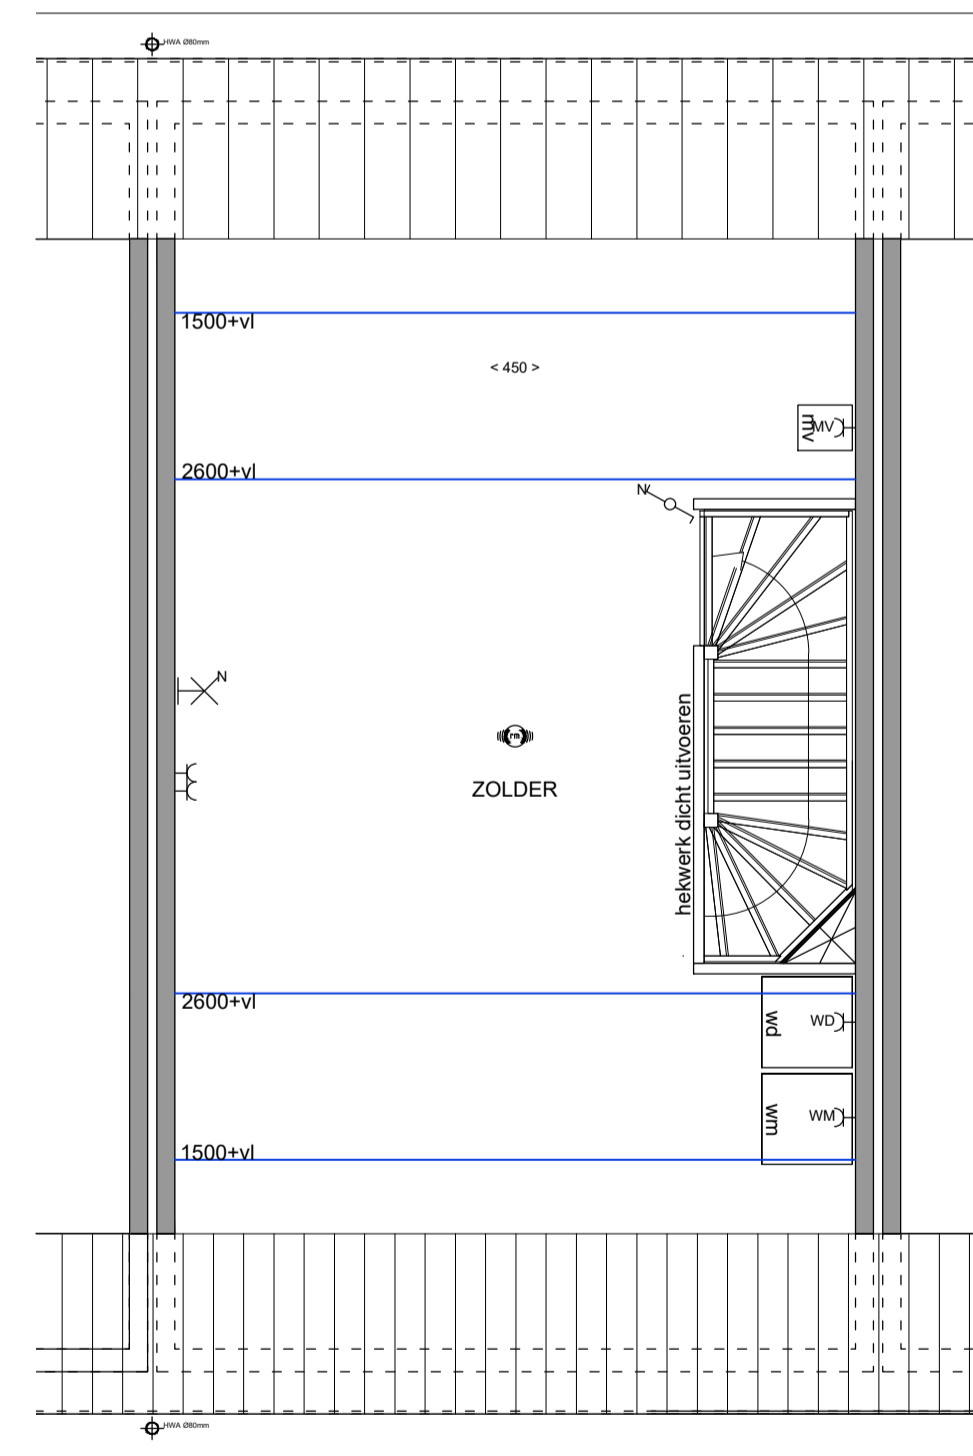 HWA Ø80mm
1500+vl
< 450 >
mv
MV
2600+vl
N
N
rm
ZOLDER
hekwerk dicht uitvoeren
2600+vl
wd
WD
wm
WM
1500+vl
HWA Ø80mm